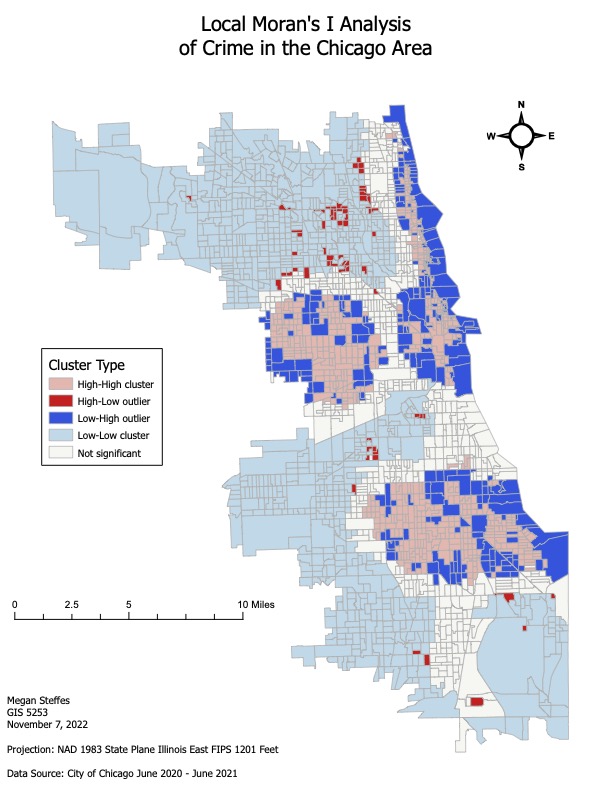 Local Moran's I Analysis
of Crime in the Chicago Area
N
W E
S
Cluster Type
High-High cluster
High-Low outlier
Low-High outlier
Low-Low cluster
Not significant
0 2.5 5 10 Miles
Megan Steffes
GIS 5253
November 7, 2022
Projection: NAD 1983 State Plane Illinois East FIPS 1201 Feet
Data Source: City of Chicago June 2020 - June 2021